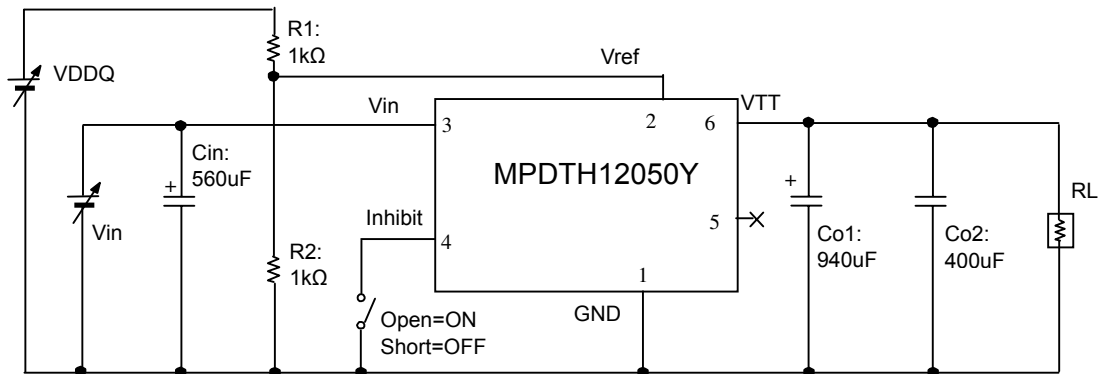 R1:
1kΩ
VDDQ
Vref
Vin
3
2
6
VTT
Cin:
560uF
+
MPDTH12050Y
+
RL
Vin
Inhibit
4
5
R2:
1kΩ
Co1:
940uF
Co2:
400uF
1
GND
Open=ON
Short=OFF